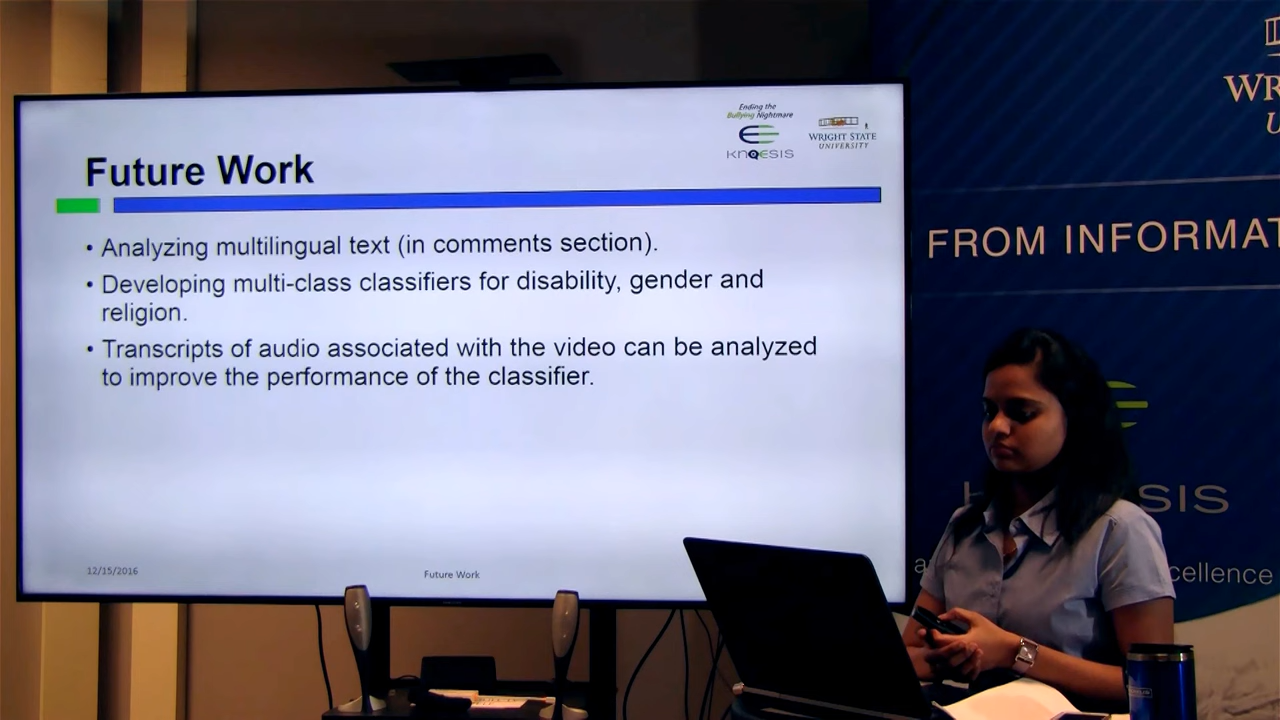 Ending the
Bullying Nightmare
KNOESIS
WRIGHT STATE
UNIVERSITY
Future Work
• Analyzing multilingual text (in comments section).
• Developing multi-class classifiers for disability, gender and
religion.
• Transcripts of audio associated with the video can be analyzed
to improve the performance of the classifier.
12/15/2016
Future Work
WR
U
FROM INFORMAT
K
SIS
a
cellence